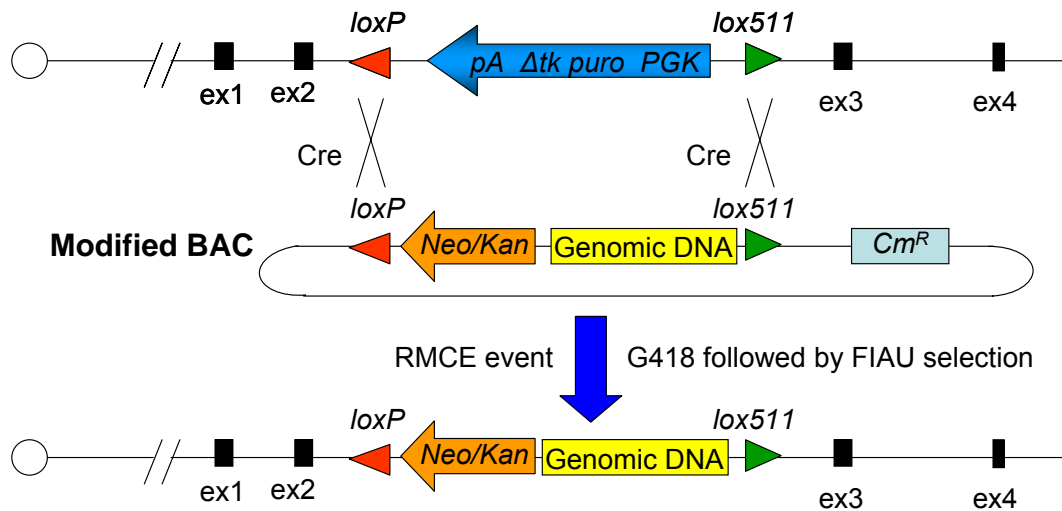 loxP lox511
pA Δtk puro PGK
ex1 ex2 ex3 ex4
Cre Cre
loxP lox511
Modified BAC Neo/Kan Genomic DNA Cm^R
RMCE event G418 followed by FIAU selection
loxP lox511
Neo/Kan Genomic DNA
ex1 ex2 ex3 ex4